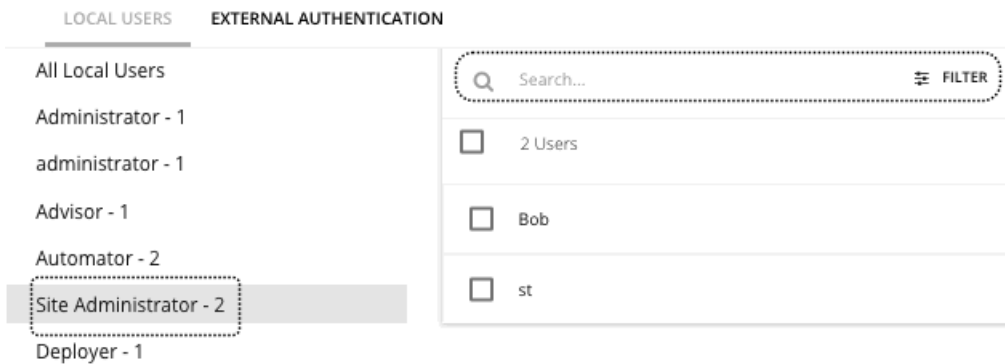 LOCAL USERS EXTERNAL AUTHENTICATION
All Local Users
Administrator - 1
administrator - 1
Advisor - 1
Automator - 2
Site Administrator - 2
Deployer - 1
Search... FILTER
2 Users
Bob
st